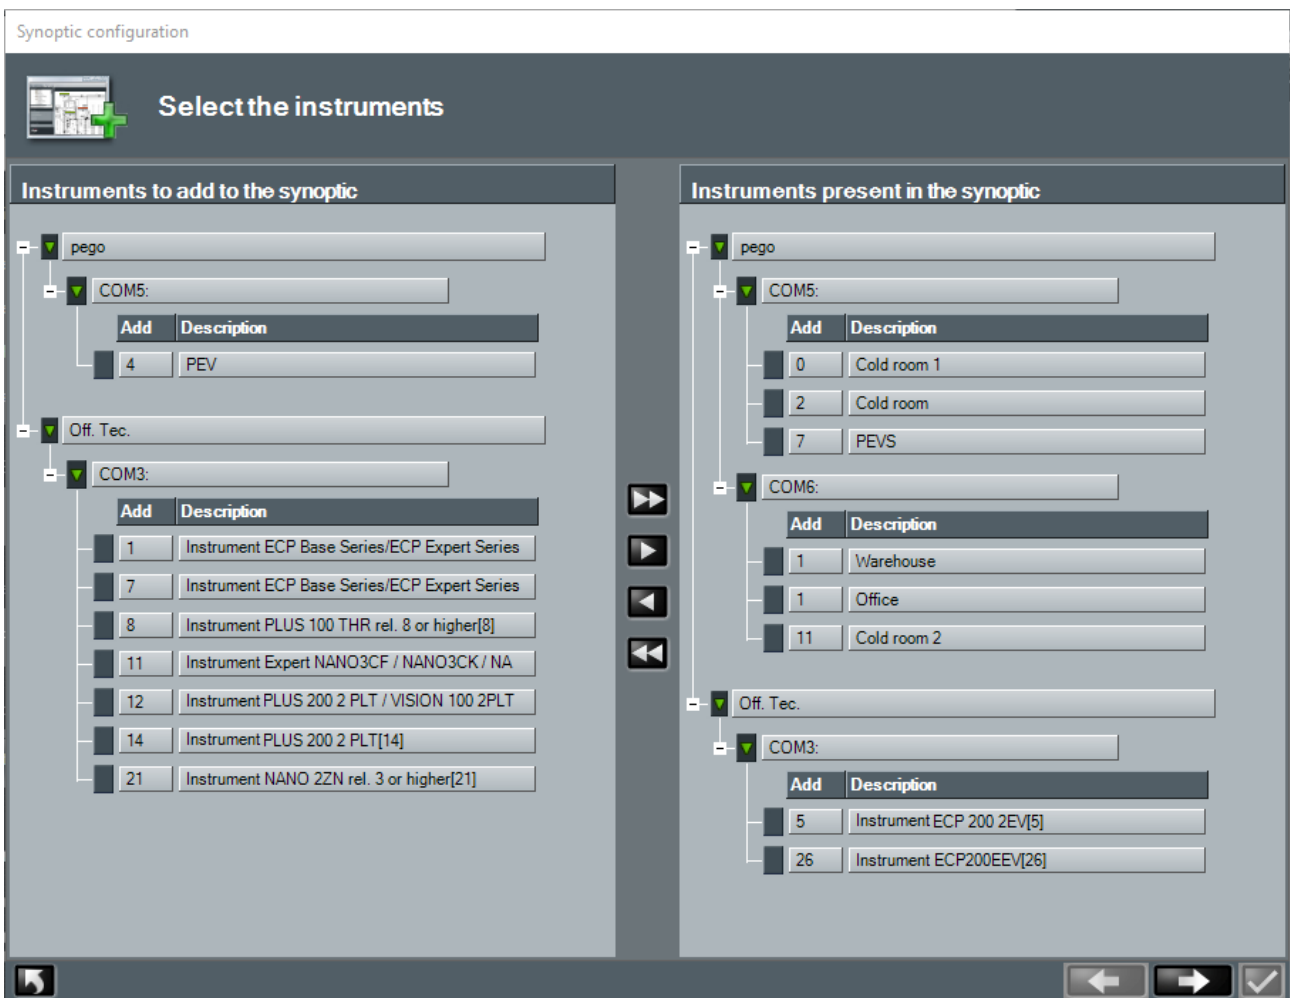 Synoptic configuration
Select the instruments
Instruments to add to the synoptic
pego
COM5:
Add Description
4 PEV
Off. Tec.
COM3:
Add Description
1 Instrument ECP Base Series/ECP Expert Series
7 Instrument ECP Base Series/ECP Expert Series
8 Instrument PLUS 100 THR rel. 8 or higher[8]
11 Instrument Expert NANO3CF / NANO3CK / NA
12 Instrument PLUS 200 2 PLT / VISION 100 2PLT
14 Instrument PLUS 200 2 PLT[14]
21 Instrument NANO 2ZN rel. 3 or higher[21]
Instruments present in the synoptic
pego
COM5:
Add Description
0 Cold room 1
2 Cold room
7 PEVS
COM6:
Add Description
1 Warehouse
1 Office
11 Cold room 2
Off. Tec.
COM3:
Add Description
5 Instrument ECP 200 2EV[5]
26 Instrument ECP200EEV[26]